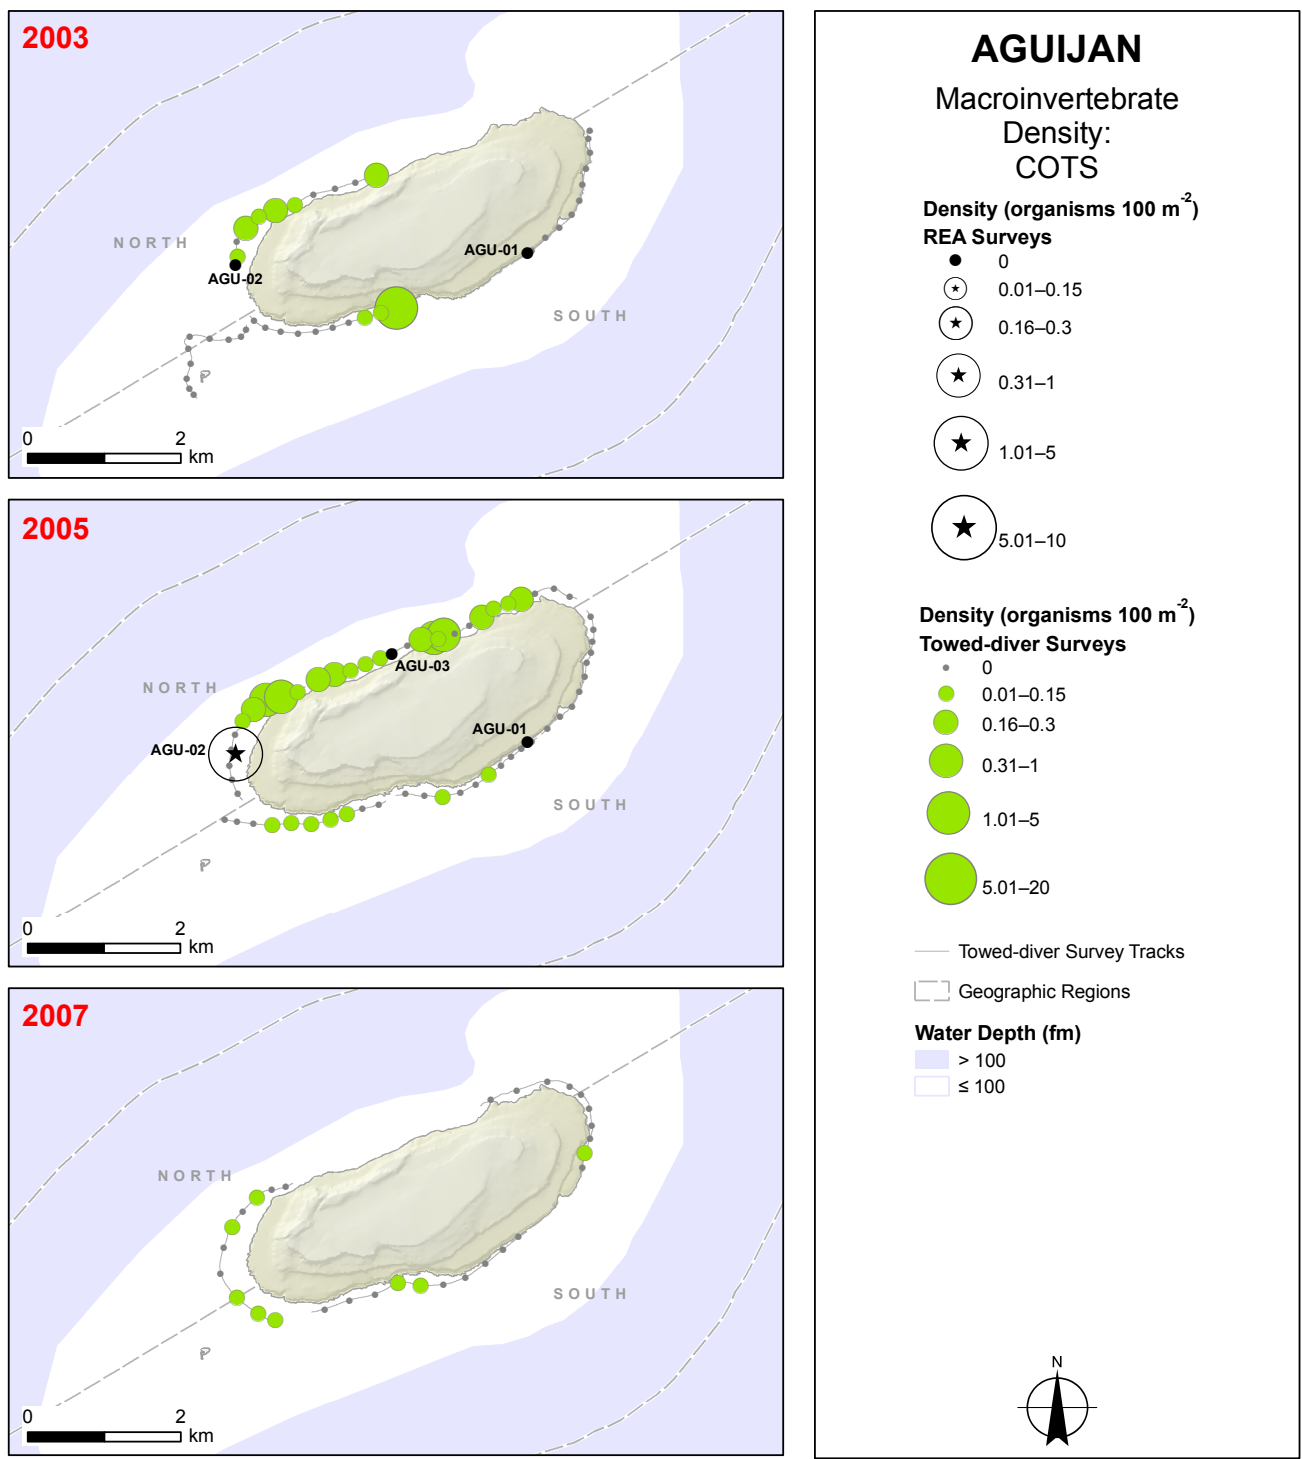 2003
NORTH
AGU-02
AGU-01
SOUTH
0 2
km
2005
NORTH
AGU-03
AGU-02
AGU-01
SOUTH
0 2
km
2007
NORTH
SOUTH
0 2
km
AGUIJAN
Macroinvertebrate
Density:
COTS
Density (organisms 100 m⁻²)
REA Surveys
0
0.01–0.15
0.16–0.3
0.31–1
1.01–5
5.01–10
Density (organisms 100 m⁻²)
Towed-diver Surveys
0
0.01–0.15
0.16–0.3
0.31–1
1.01–5
5.01–20
Towed-diver Survey Tracks
Geographic Regions
Water Depth (fm)
> 100
≤ 100
N